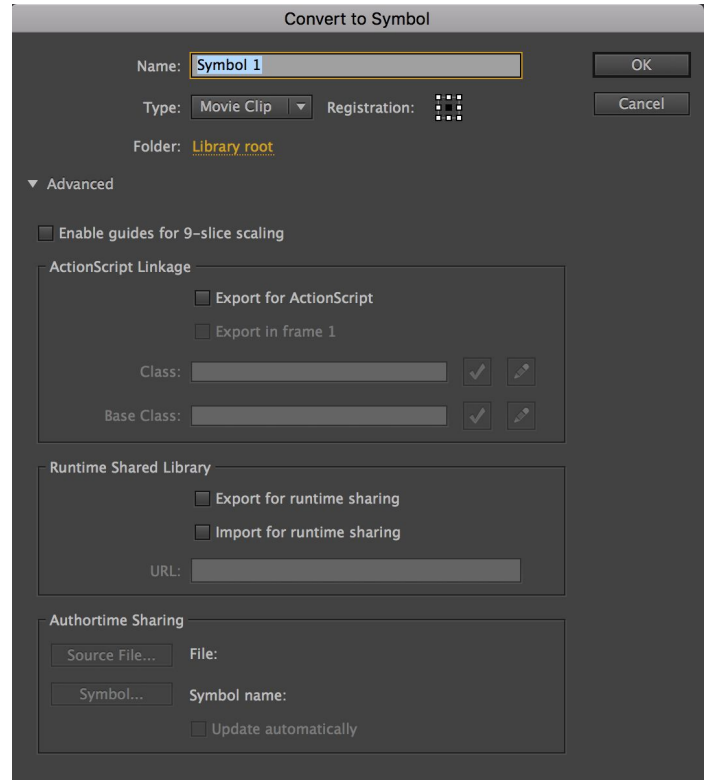 Convert to Symbol
Name: Symbol 1 OK
Type: Movie Clip Registration: Cancel
Folder: Library root
Advanced
Enable guides for 9-slice scaling
ActionScript Linkage
Export for ActionScript
Export in frame 1
Class:
Base Class:
Runtime Shared Library
Export for runtime sharing
Import for runtime sharing
URL:
Authortime Sharing
Source File... File:
Symbol... Symbol name:
Update automatically